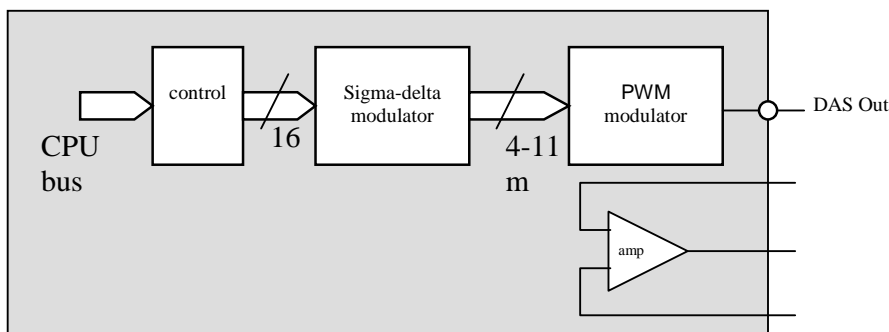 control
Sigma-delta
modulator
PWM
modulator
DAS Out
16
4-11
m
CPU
bus
amp